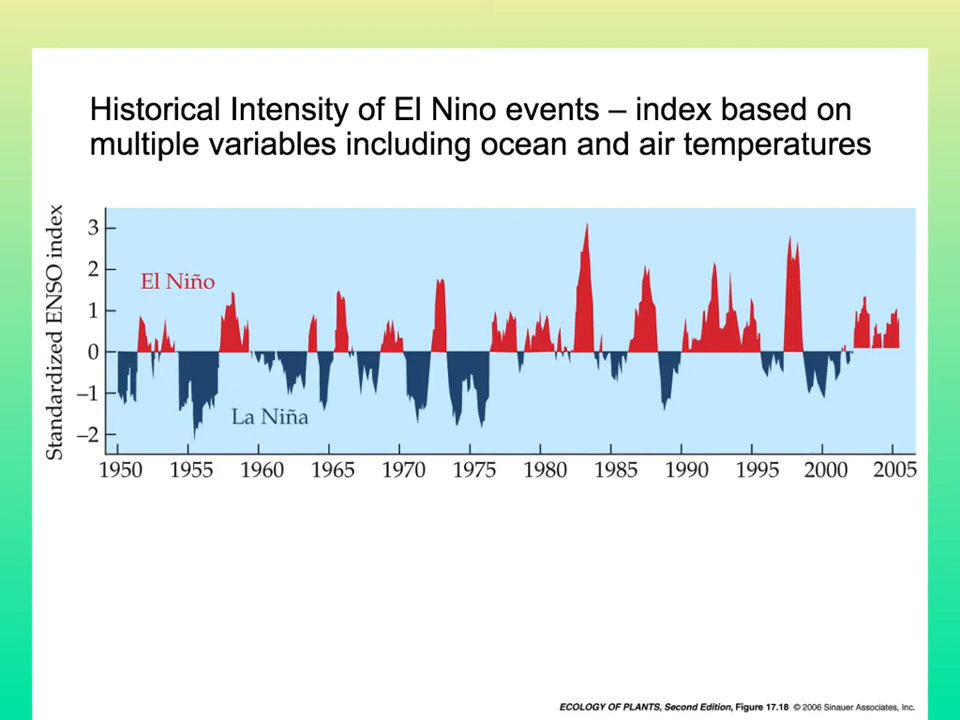 Historical Intensity of El Nino events – index based on
multiple variables including ocean and air temperatures
Standardized ENSO index
3
2
1
0
–1
–2
El Niño
La Niña
1950 1955 1960 1965 1970 1975 1980 1985 1990 1995 2000 2005
ECOLOGY OF PLANTS, Second Edition, Figure 17.18 © 2006 Sinauer Associates, Inc.